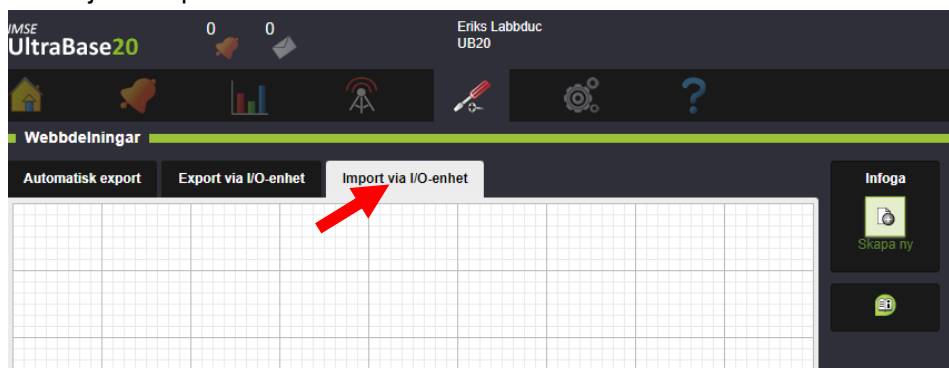 IMSE
UltraBase20
0
0
Eriks Labbduc
UB20
?
Webbdelningar
Automatisk export
Export via I/O-enhet
Import via I/O-enhet
Infoga
Skapa ny